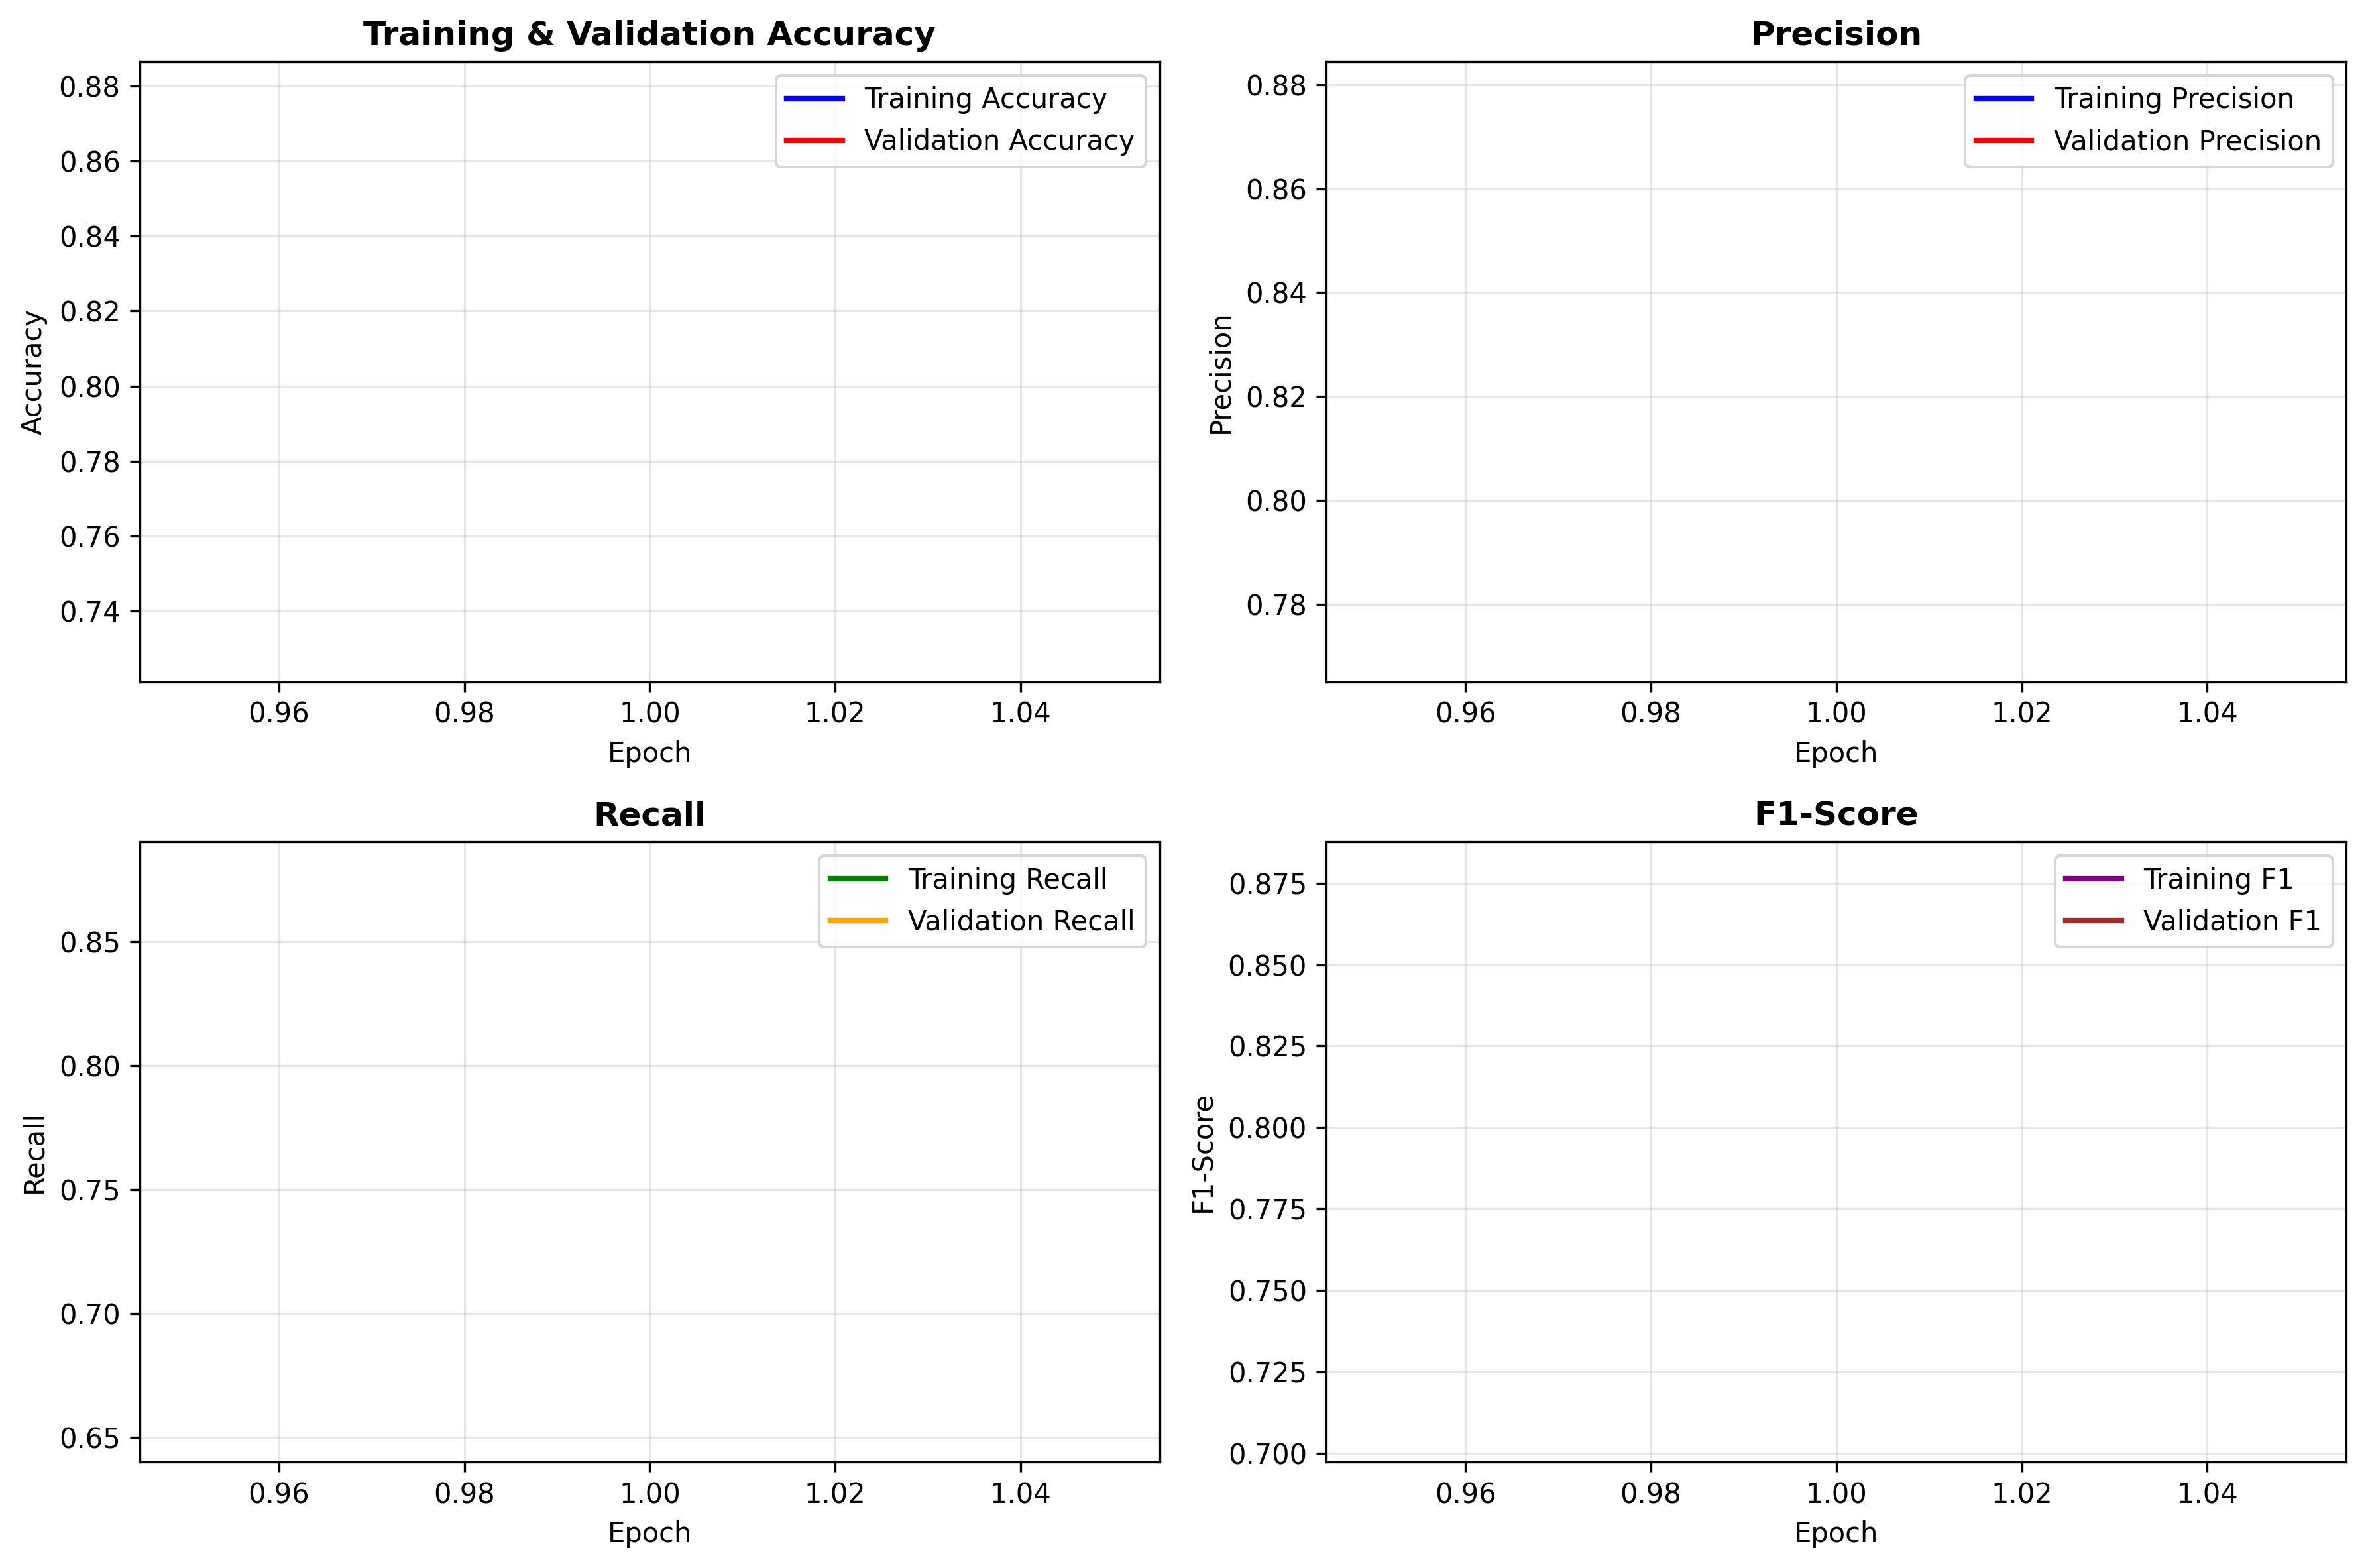 Training & Validation Accuracy
Accuracy
0.88
0.86
0.84
0.82
0.80
0.78
0.76
0.74
Training Accuracy
Validation Accuracy
0.96 0.98 1.00 1.02 1.04
Epoch
Precision
Precision
0.88
0.86
0.84
0.82
0.80
0.78
Training Precision
Validation Precision
0.96 0.98 1.00 1.02 1.04
Epoch
Recall
Recall
0.85
0.80
0.75
0.70
0.65
Training Recall
Validation Recall
0.96 0.98 1.00 1.02 1.04
Epoch
F1-Score
F1-Score
0.875
0.850
0.825
0.800
0.775
0.750
0.725
0.700
Training F1
Validation F1
0.96 0.98 1.00 1.02 1.04
Epoch